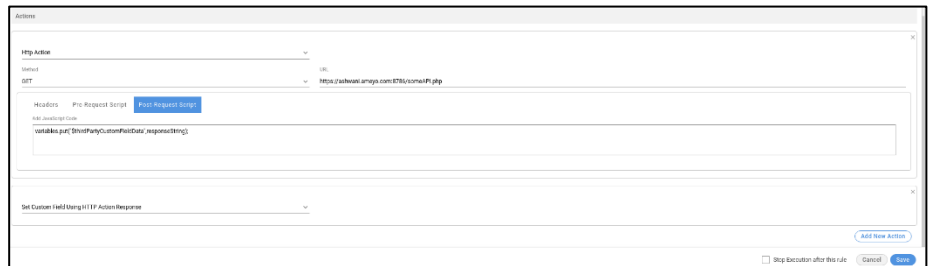 Actions
×
Http Action
Method
URL
GET
https://ashwani.ameyo.com:8786/someAPI.php
Headers Pre Request Script Post Request Script
Add JavaScript Code
variables.put("$thirdPartyCustomFieldData",responseString);
×
Set Custom Field Using HTTP Action Response
Add New Action
Stop Execution after this rule Cancel Save